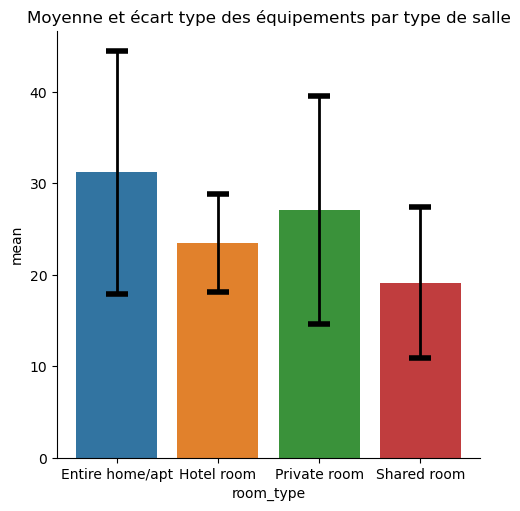 Moyenne et écart type des équipements par type de salle
mean
40
30
20
10
0
Entire home/apt Hotel room Private room Shared room
room_type